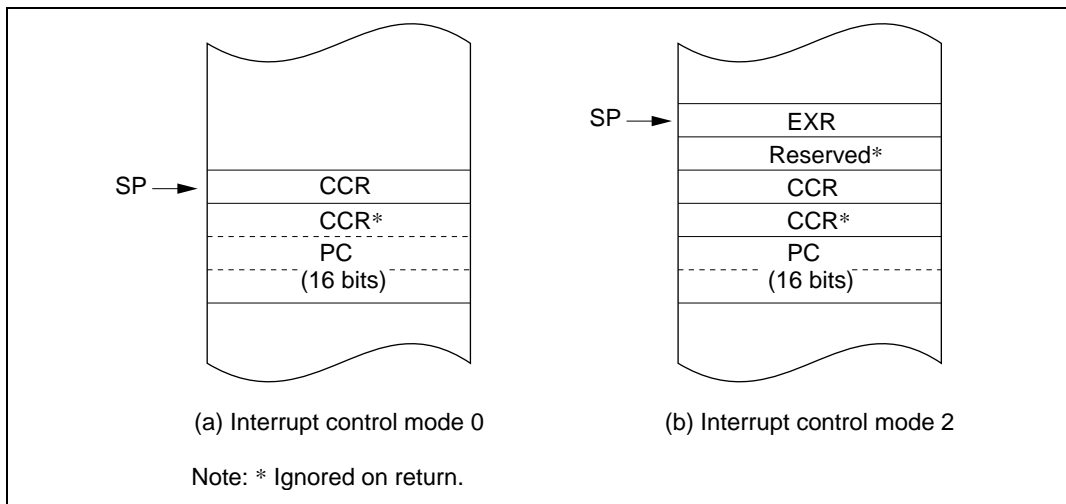 SP
CCR
CCR*
PC
(16 bits)
(a) Interrupt control mode 0
SP
EXR
Reserved*
CCR
CCR*
PC
(16 bits)
(b) Interrupt control mode 2
Note: * Ignored on return.